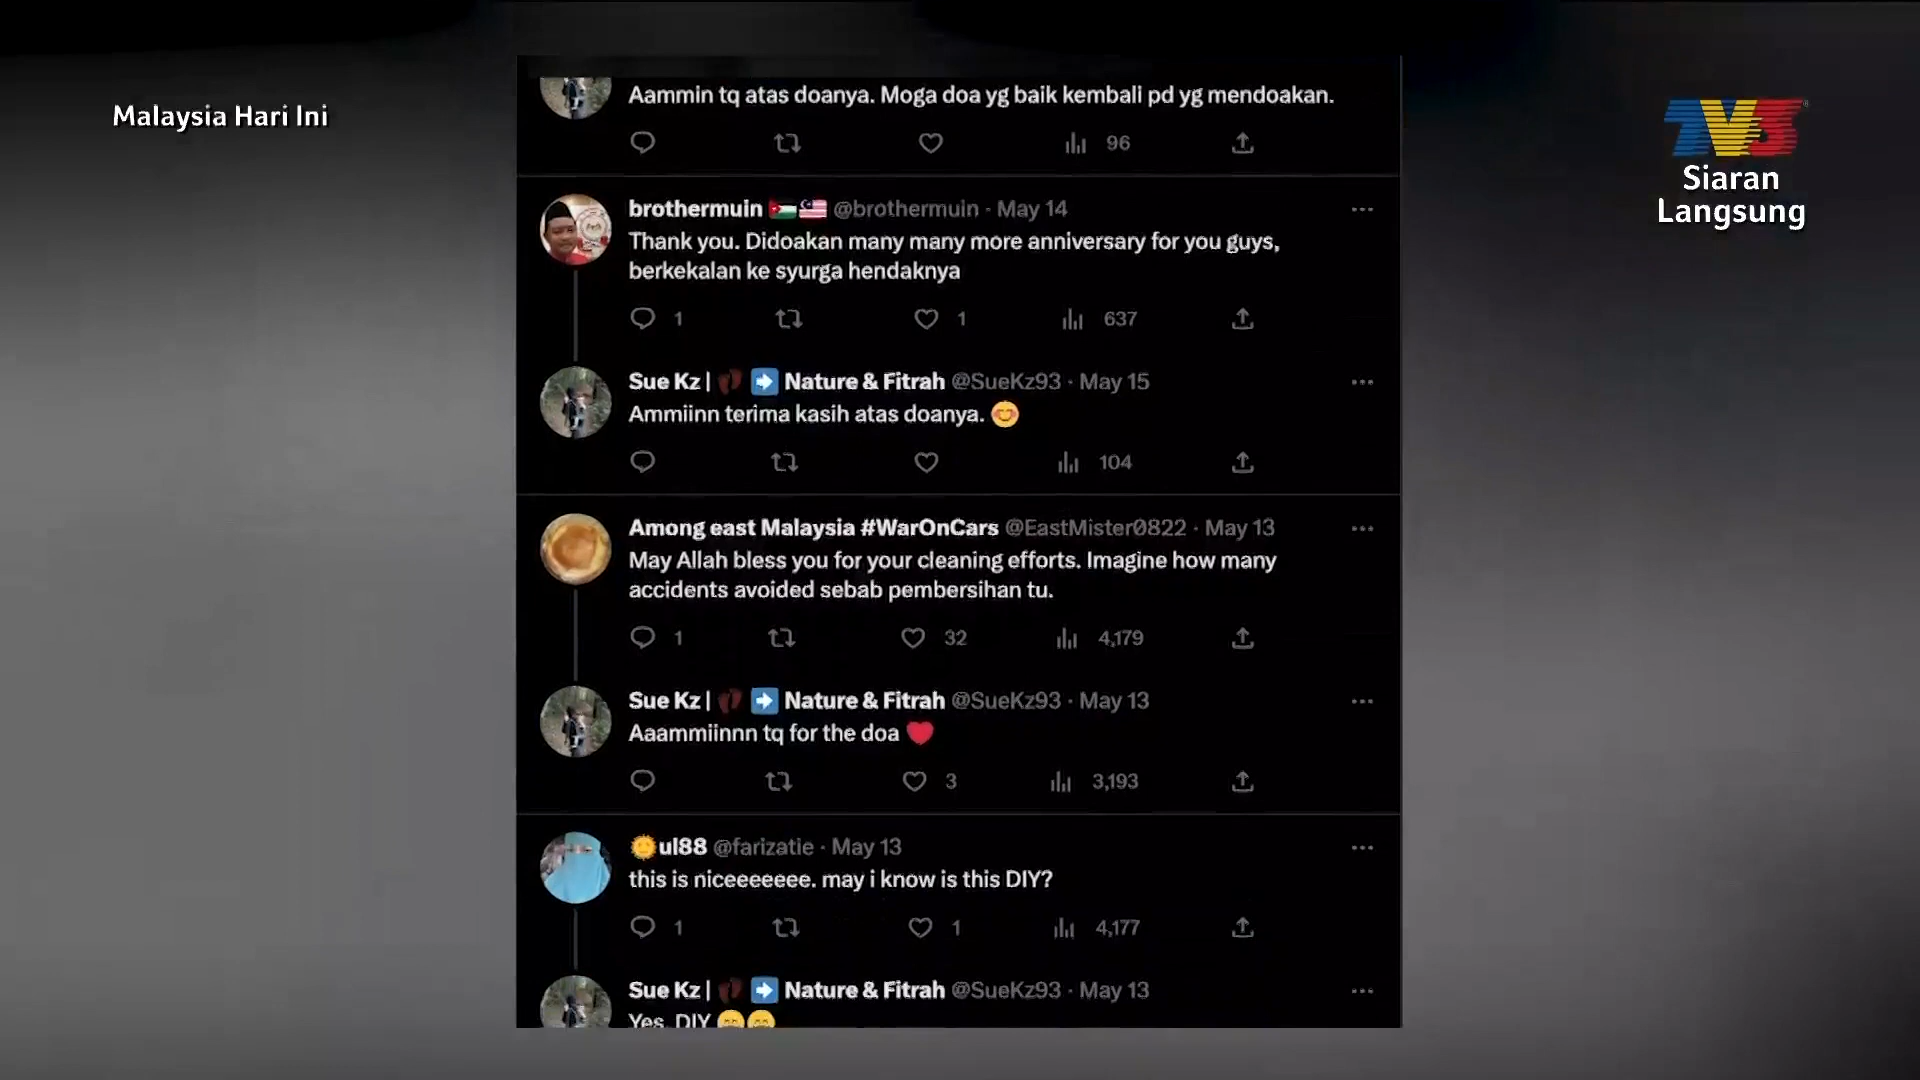 Malaysia Hari Ini
TV3
Siaran
Langsung
Aammin tq atas doanya. Moga doa yg baik kembali pd yg mendoakan.
96
brothermuin 🇯🇴🇲🇾 @brothermuin · May 14
Thank you. Didoakan many many more anniversary for you guys,
berkekalan ke syurga hendaknya
1 1 637
Sue Kz | 👣 ➡️ Nature & Fitrah @SueKz93 · May 15
Ammiinn terima kasih atas doanya. 😊
104
Among east Malaysia #WarOnCars @EastMister0822 · May 13
May Allah bless you for your cleaning efforts. Imagine how many
accidents avoided sebab pembersihan tu.
1 32 4,179
Sue Kz | 👣 ➡️ Nature & Fitrah @SueKz93 · May 13
Aaammiinnn tq for the doa ❤️
3 3,193
🌞ul88 @farizatie · May 13
this is niceeeeeee. may i know is this DIY?
1 1 4,177
Sue Kz | 👣 ➡️ Nature & Fitrah @SueKz93 · May 13
Yes, DIY 😁😁